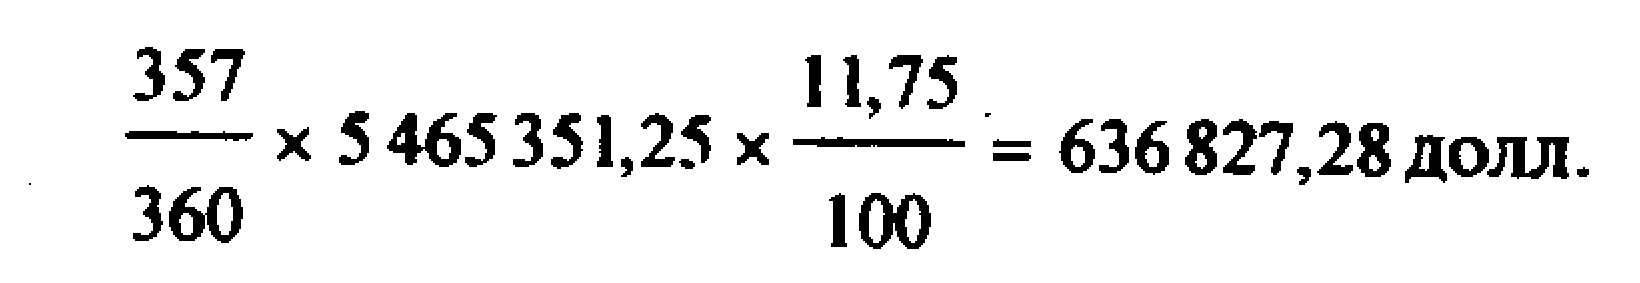 357/360 × 5 465 351,25 × 11,75/100 = 636 827,28 долл.